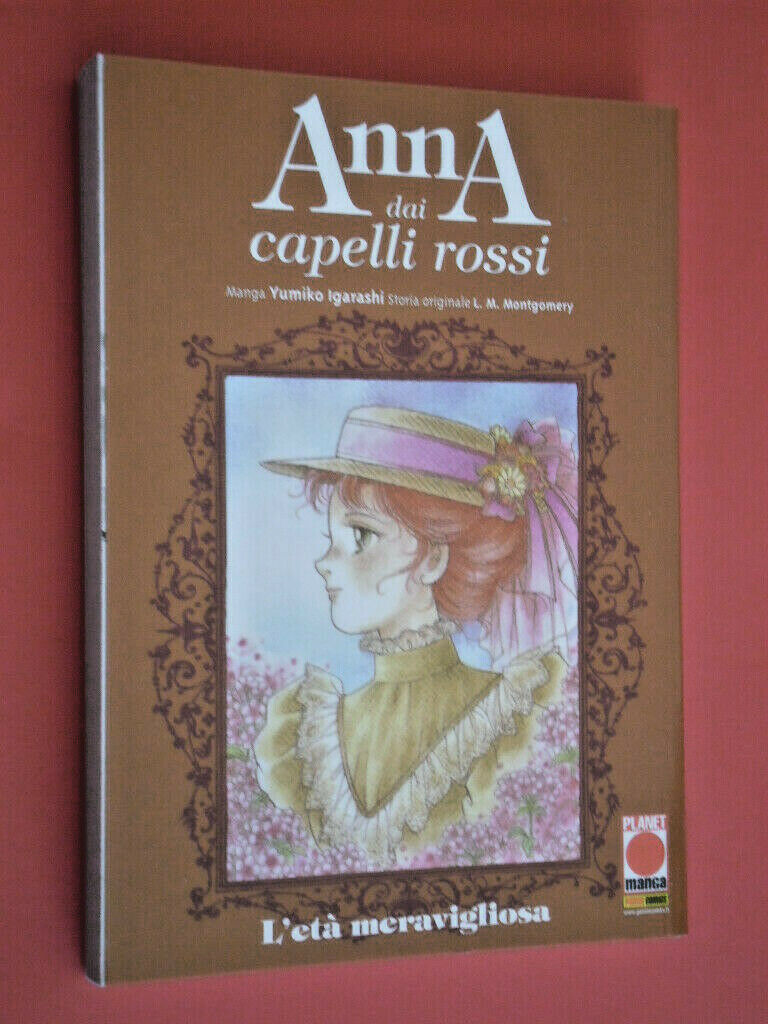 AnnA
dai
capelli rossi
Manga Yumiko Igarashi Storia originale L. M. Montgomery
L'età meravigliosa
PLANET
manga